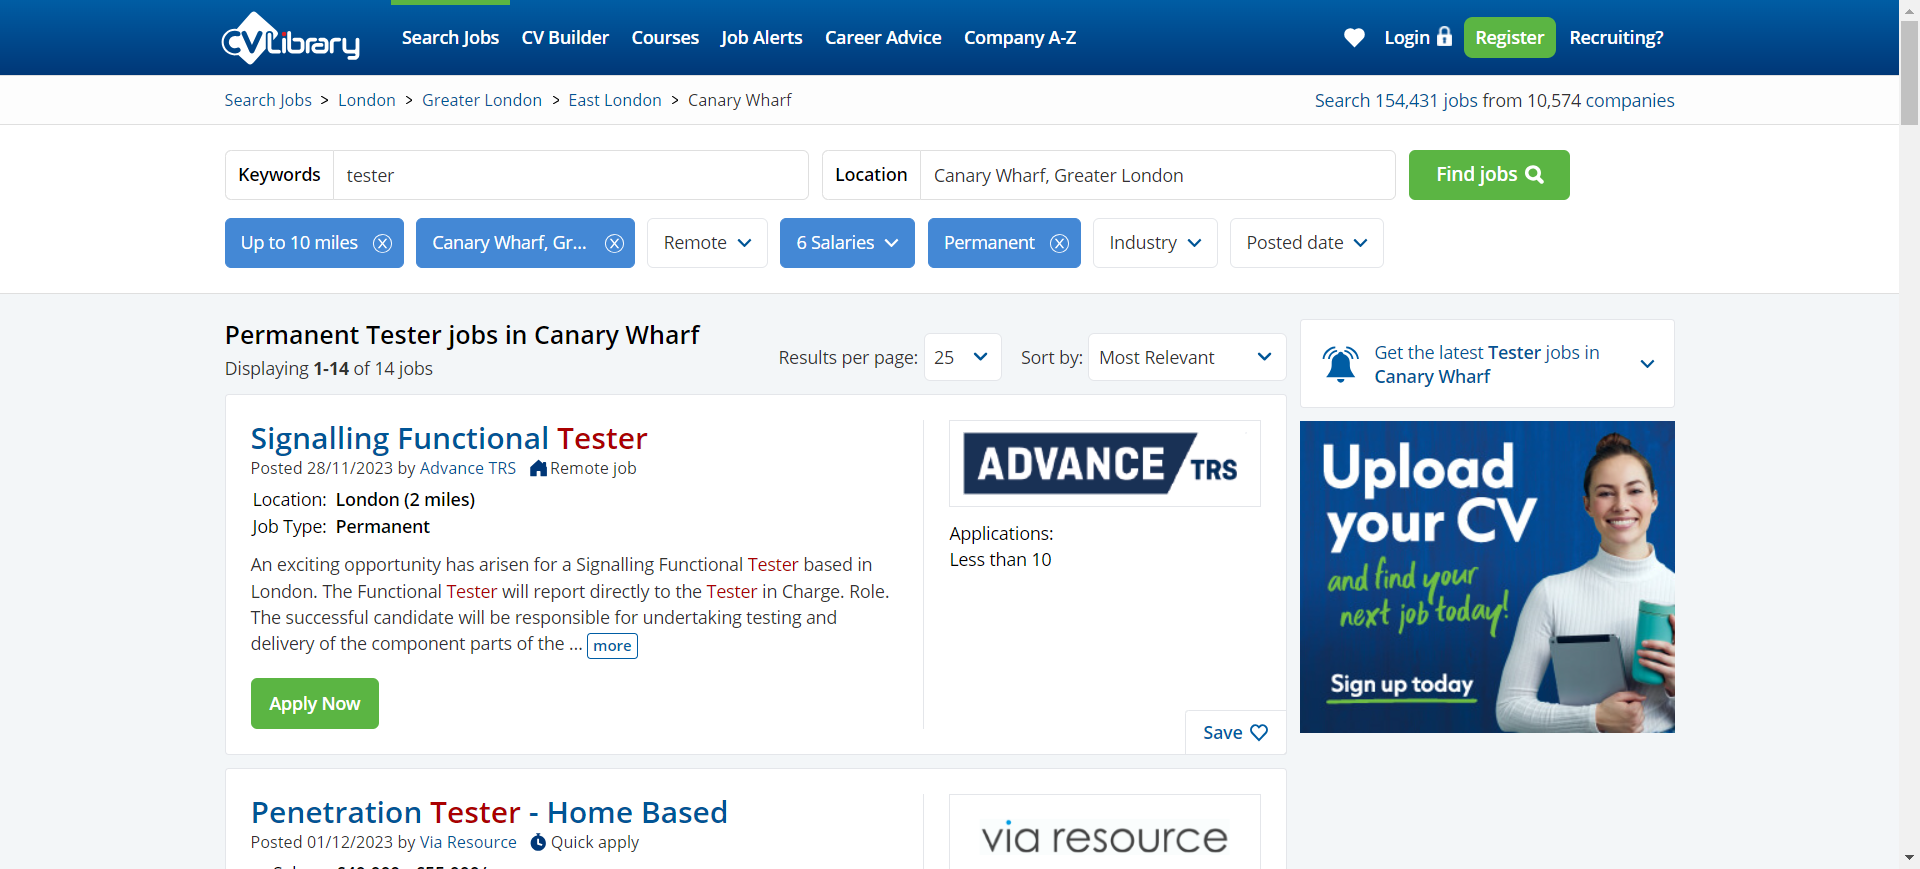 CVLibrary
Search Jobs CV Builder Courses Job Alerts Career Advice Company A-Z Login Register Recruiting?
Search Jobs > London > Greater London > East London > Canary Wharf Search 154,431 jobs from 10,574 companies
Keywords tester Location Canary Wharf, Greater London Find jobs
Up to 10 miles Canary Wharf, Gr... Remote 6 Salaries Permanent Industry Posted date
Permanent Tester jobs in Canary Wharf
Displaying 1-14 of 14 jobs
Results per page: 25 Sort by: Most Relevant
Signalling Functional Tester
Posted 28/11/2023 by Advance TRS Remote job
Location: London (2 miles)
Job Type: Permanent
An exciting opportunity has arisen for a Signalling Functional Tester based in
London. The Functional Tester will report directly to the Tester in Charge. Role.
The successful candidate will be responsible for undertaking testing and
delivery of the component parts of the ... more
Apply Now
ADVANCE TRS
Applications:
Less than 10
Save
Penetration Tester - Home Based
Posted 01/12/2023 by Via Resource Quick apply
via resource
Get the latest Tester jobs in
Canary Wharf
Upload
your CV
and find your
next job today!
Sign up today